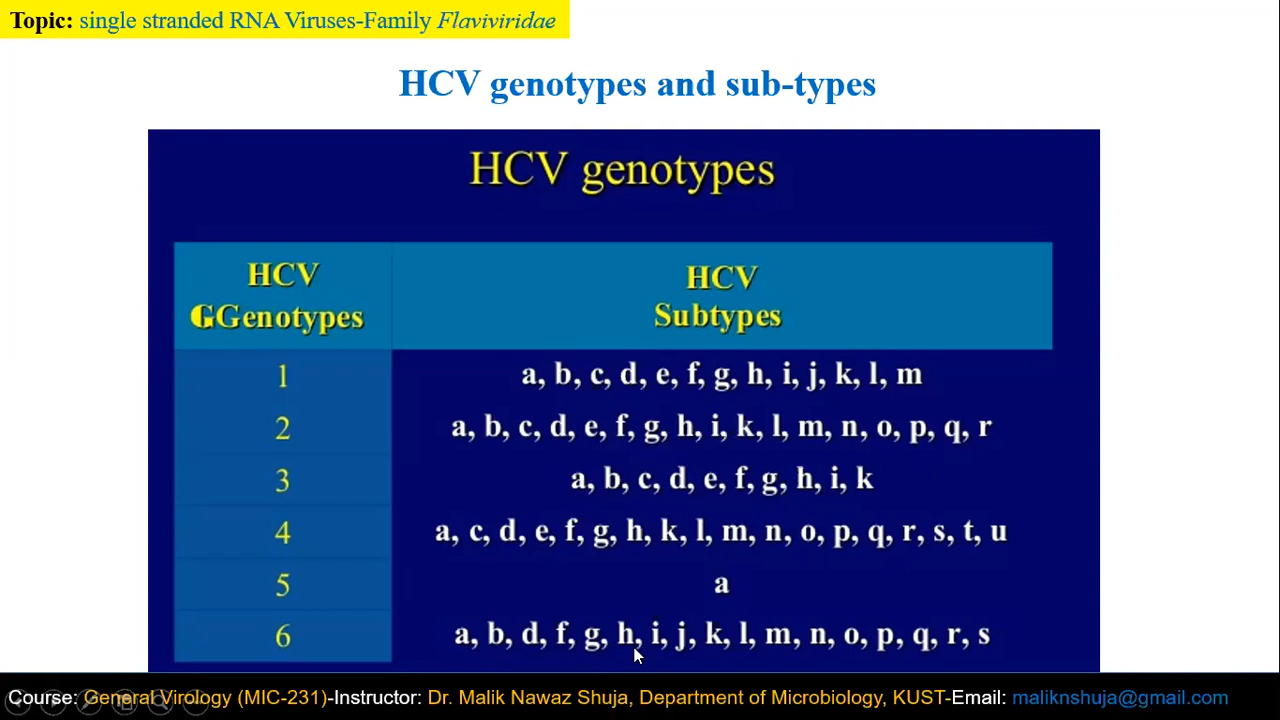 Topic: single stranded RNA Viruses-Family Flaviviridae
HCV genotypes and sub-types
HCV genotypes
HCV
GGenotypes
HCV
Subtypes
1 a, b, c, d, e, f, g, h, i, j, k, l, m
2 a, b, c, d, e, f, g, h, i, k, l, m, n, o, p, q, r
3 a, b, c, d, e, f, g, h, i, k
4 a, c, d, e, f, g, h, k, l, m, n, o, p, q, r, s, t, u
5 a
6 a, b, d, f, g, h, i, j, k, l, m, n, o, p, q, r, s
Course: General Virology (MIC-231)-Instructor: Dr. Malik Nawaz Shuja, Department of Microbiology, KUST-Email: maliknshuja@gmail.com